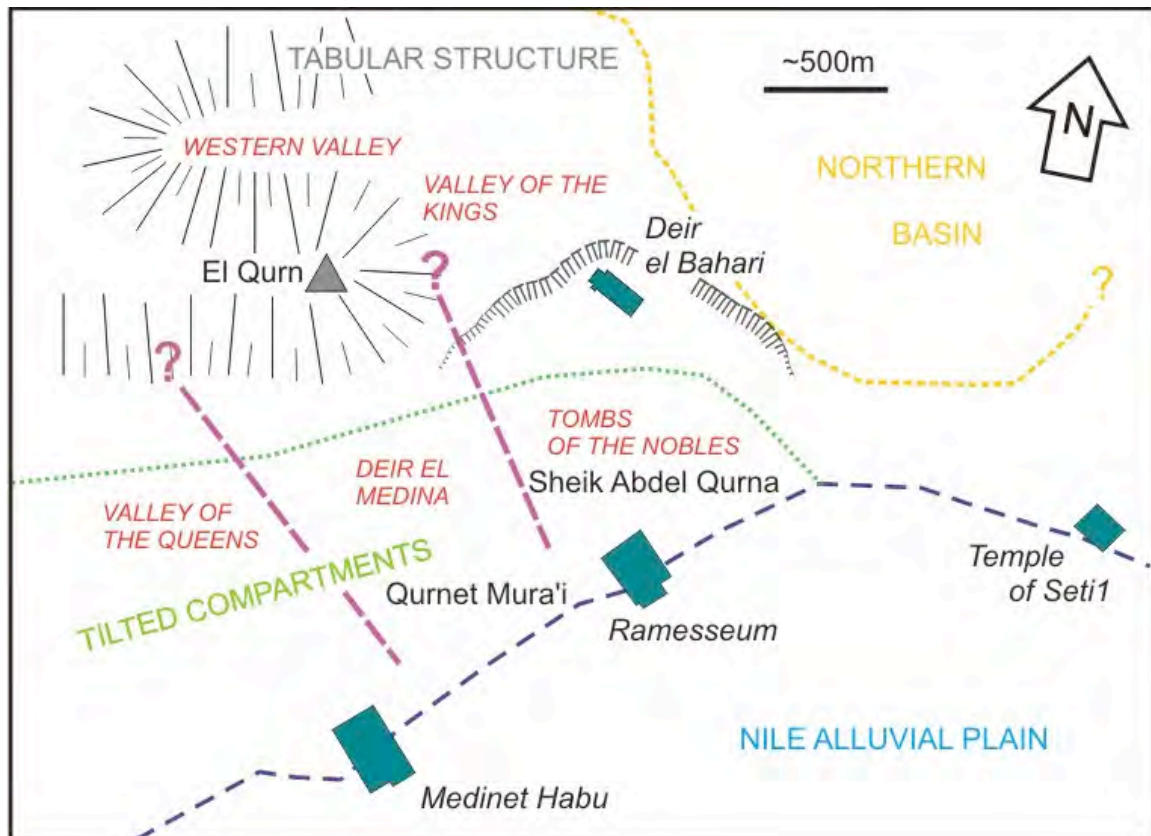 TABULAR STRUCTURE
~500m
N
WESTERN VALLEY
VALLEY OF THE
KINGS
NORTHERN
BASIN
Deir
el Bahari
El Qurn
?
?
?
TOMBS
OF THE NOBLES
DEIR EL
MEDINA
Sheik Abdel Qurna
VALLEY OF
THE QUEENS
TILTED COMPARTMENTS
Qurnet Mura'i
Temple
of Seti1
Ramesseum
NILE ALLUVIAL PLAIN
Medinet Habu